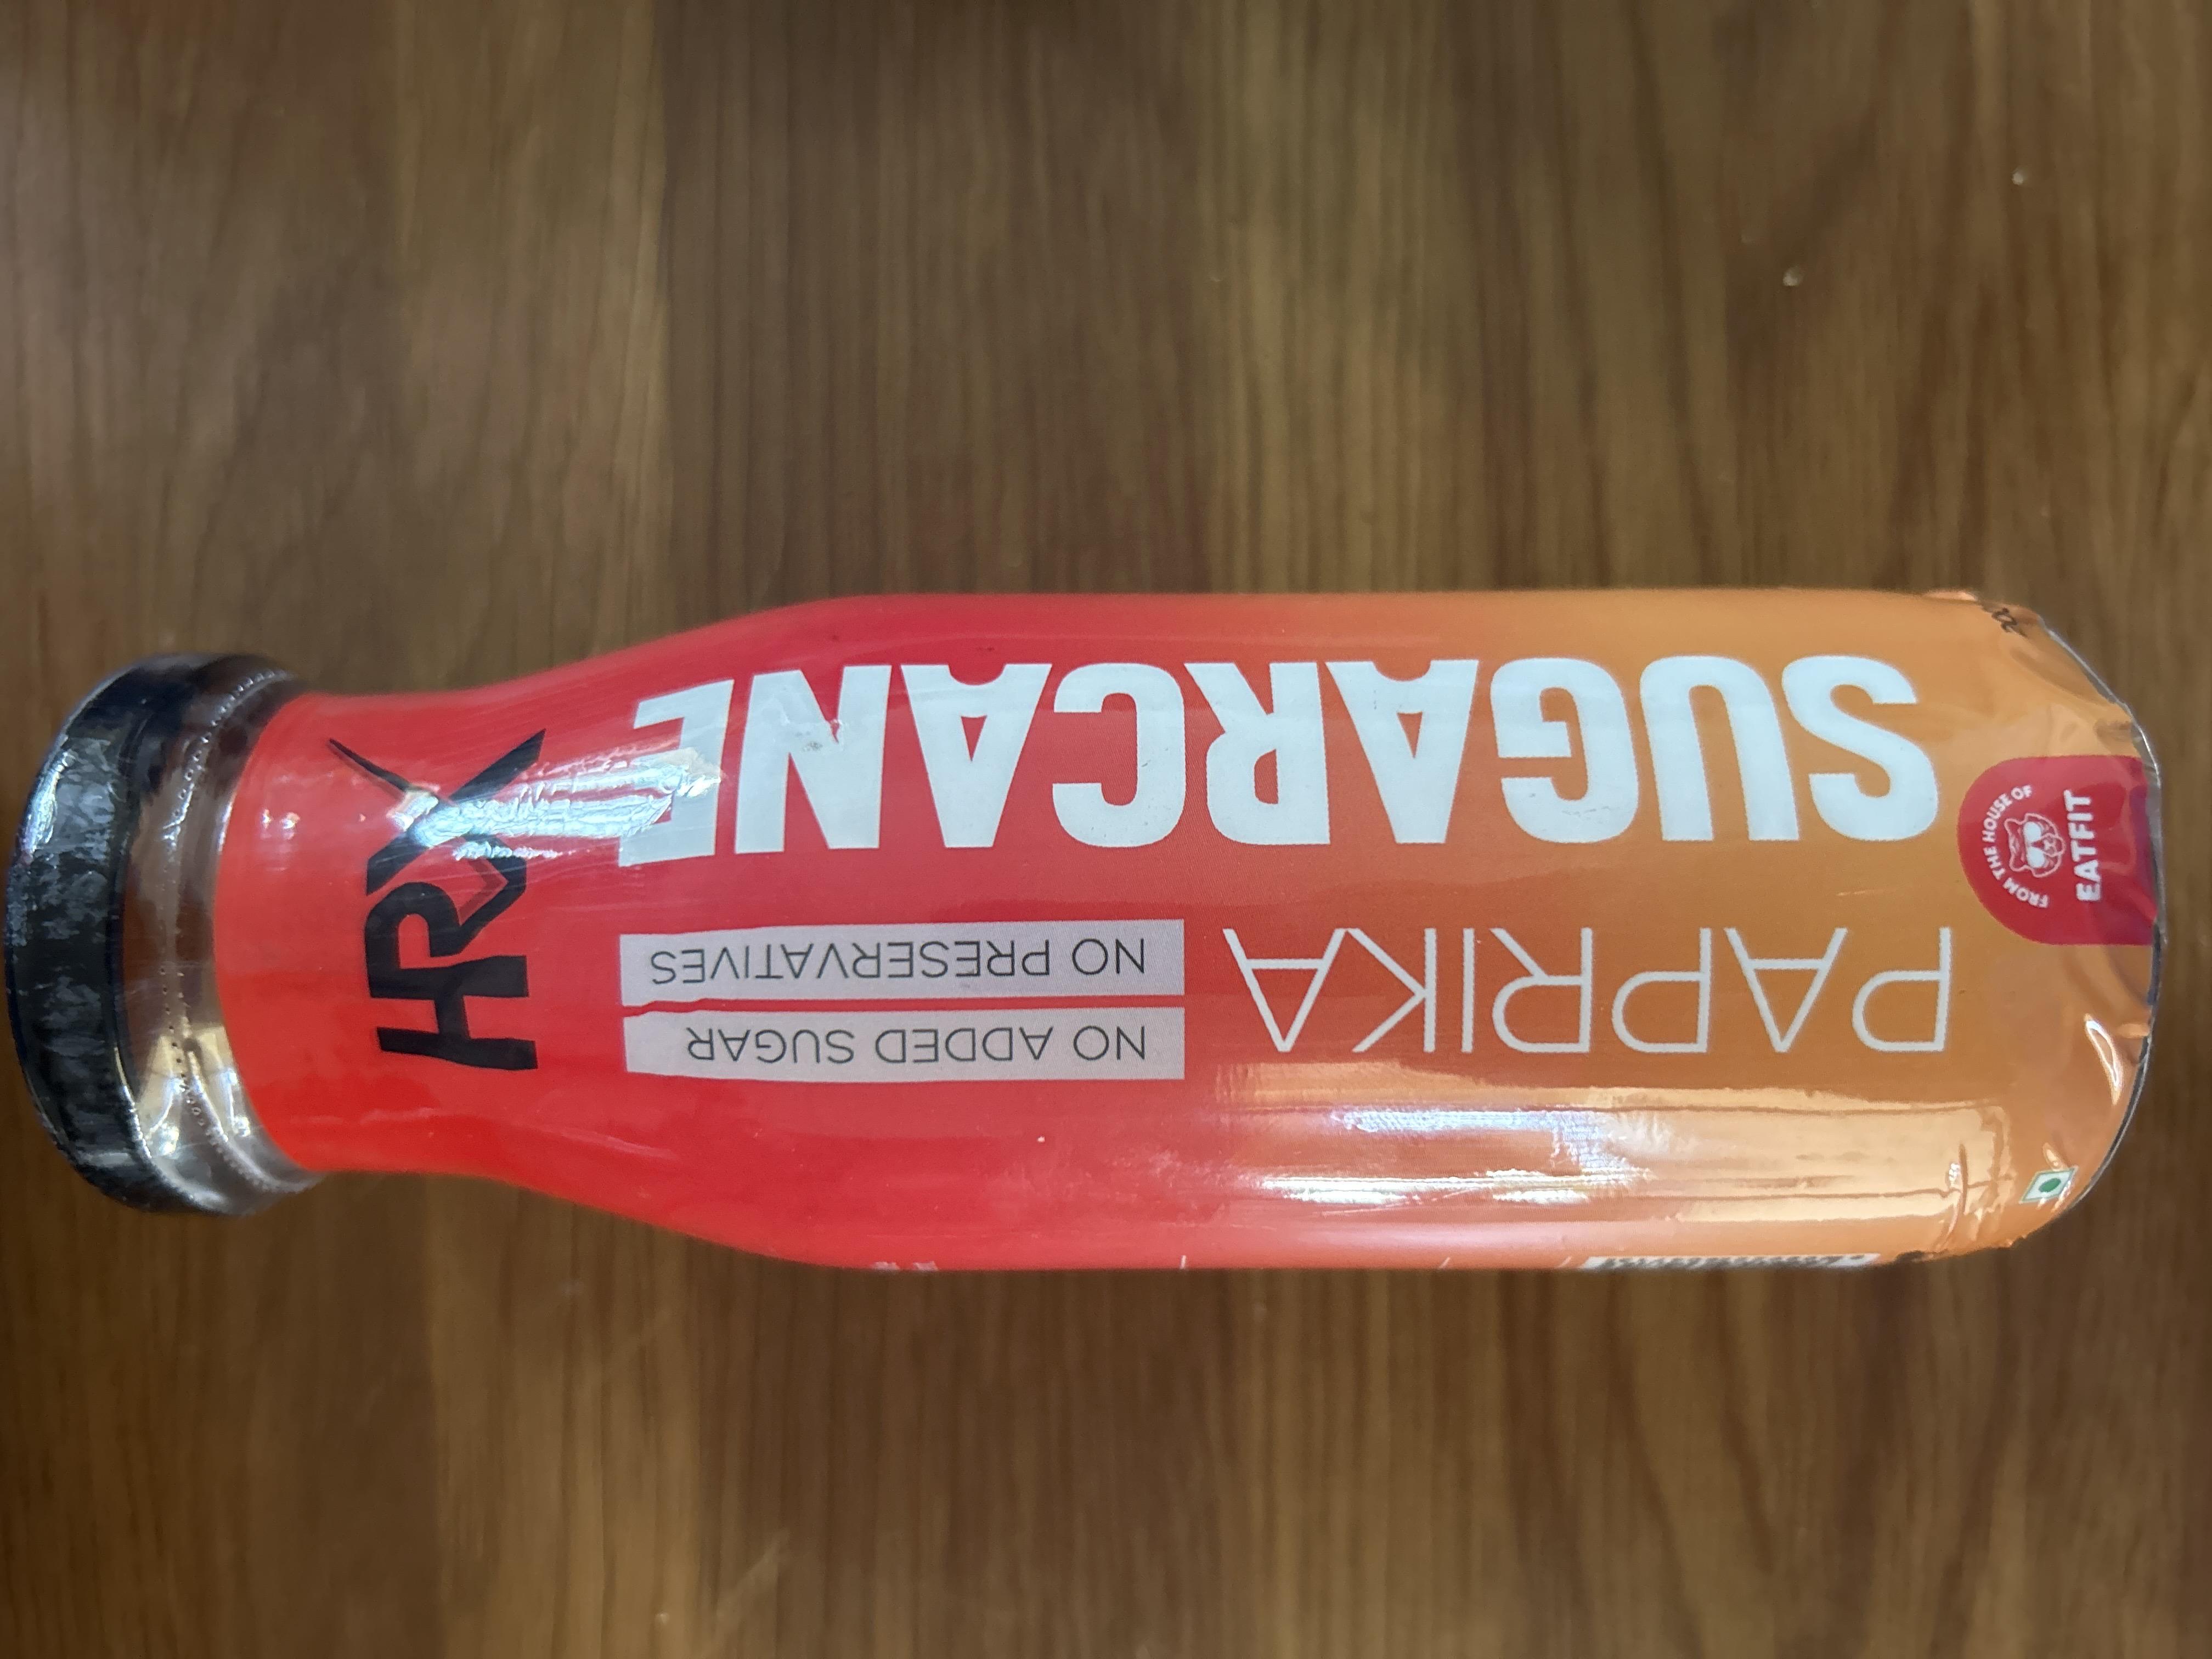 HRX
SUGARCANE
PAPRIKA
NO ADDED SUGAR
NO PRESERVATIVES
FROM THE HOUSE OF
EATFIT